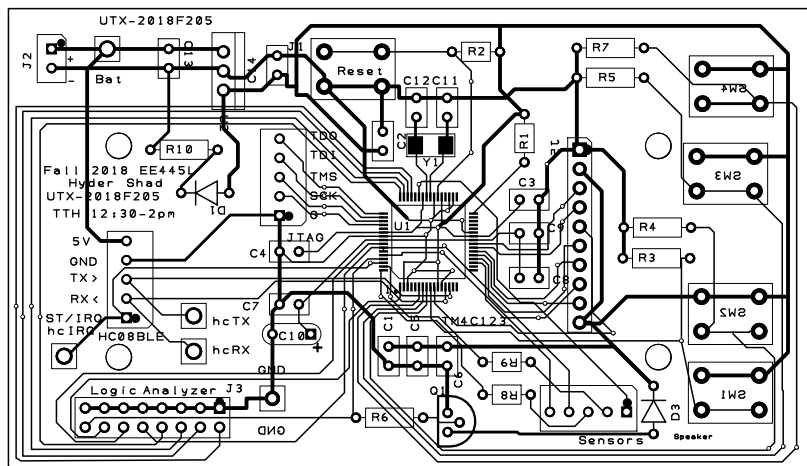 UTX-2018F205
J2
+
-
Bat
C13
C14
J1
Reset
R2
R7
R5
SW4
C12
C11
C2
Y1
R1
C3
SW3
R10
TDO
TDI
TMS
SCK
G
Fall 2018 EE445L
Hyder Shad
UTX-2018F205
TTH 12:30-2pm
D1
U1
R4
R3
5V
GND
TX >
RX <
C4
JTAG
C9
C8
C7
ST/IRQ
hcIRQ
HC08BLE
hcTX
hcRX
C10
+
C1
C5
C6
TM4C123
R9
R8
SW2
SW1
GND
Logic Analyzer
J3
GND
R6
Q1
Sensors
D3
Speaker